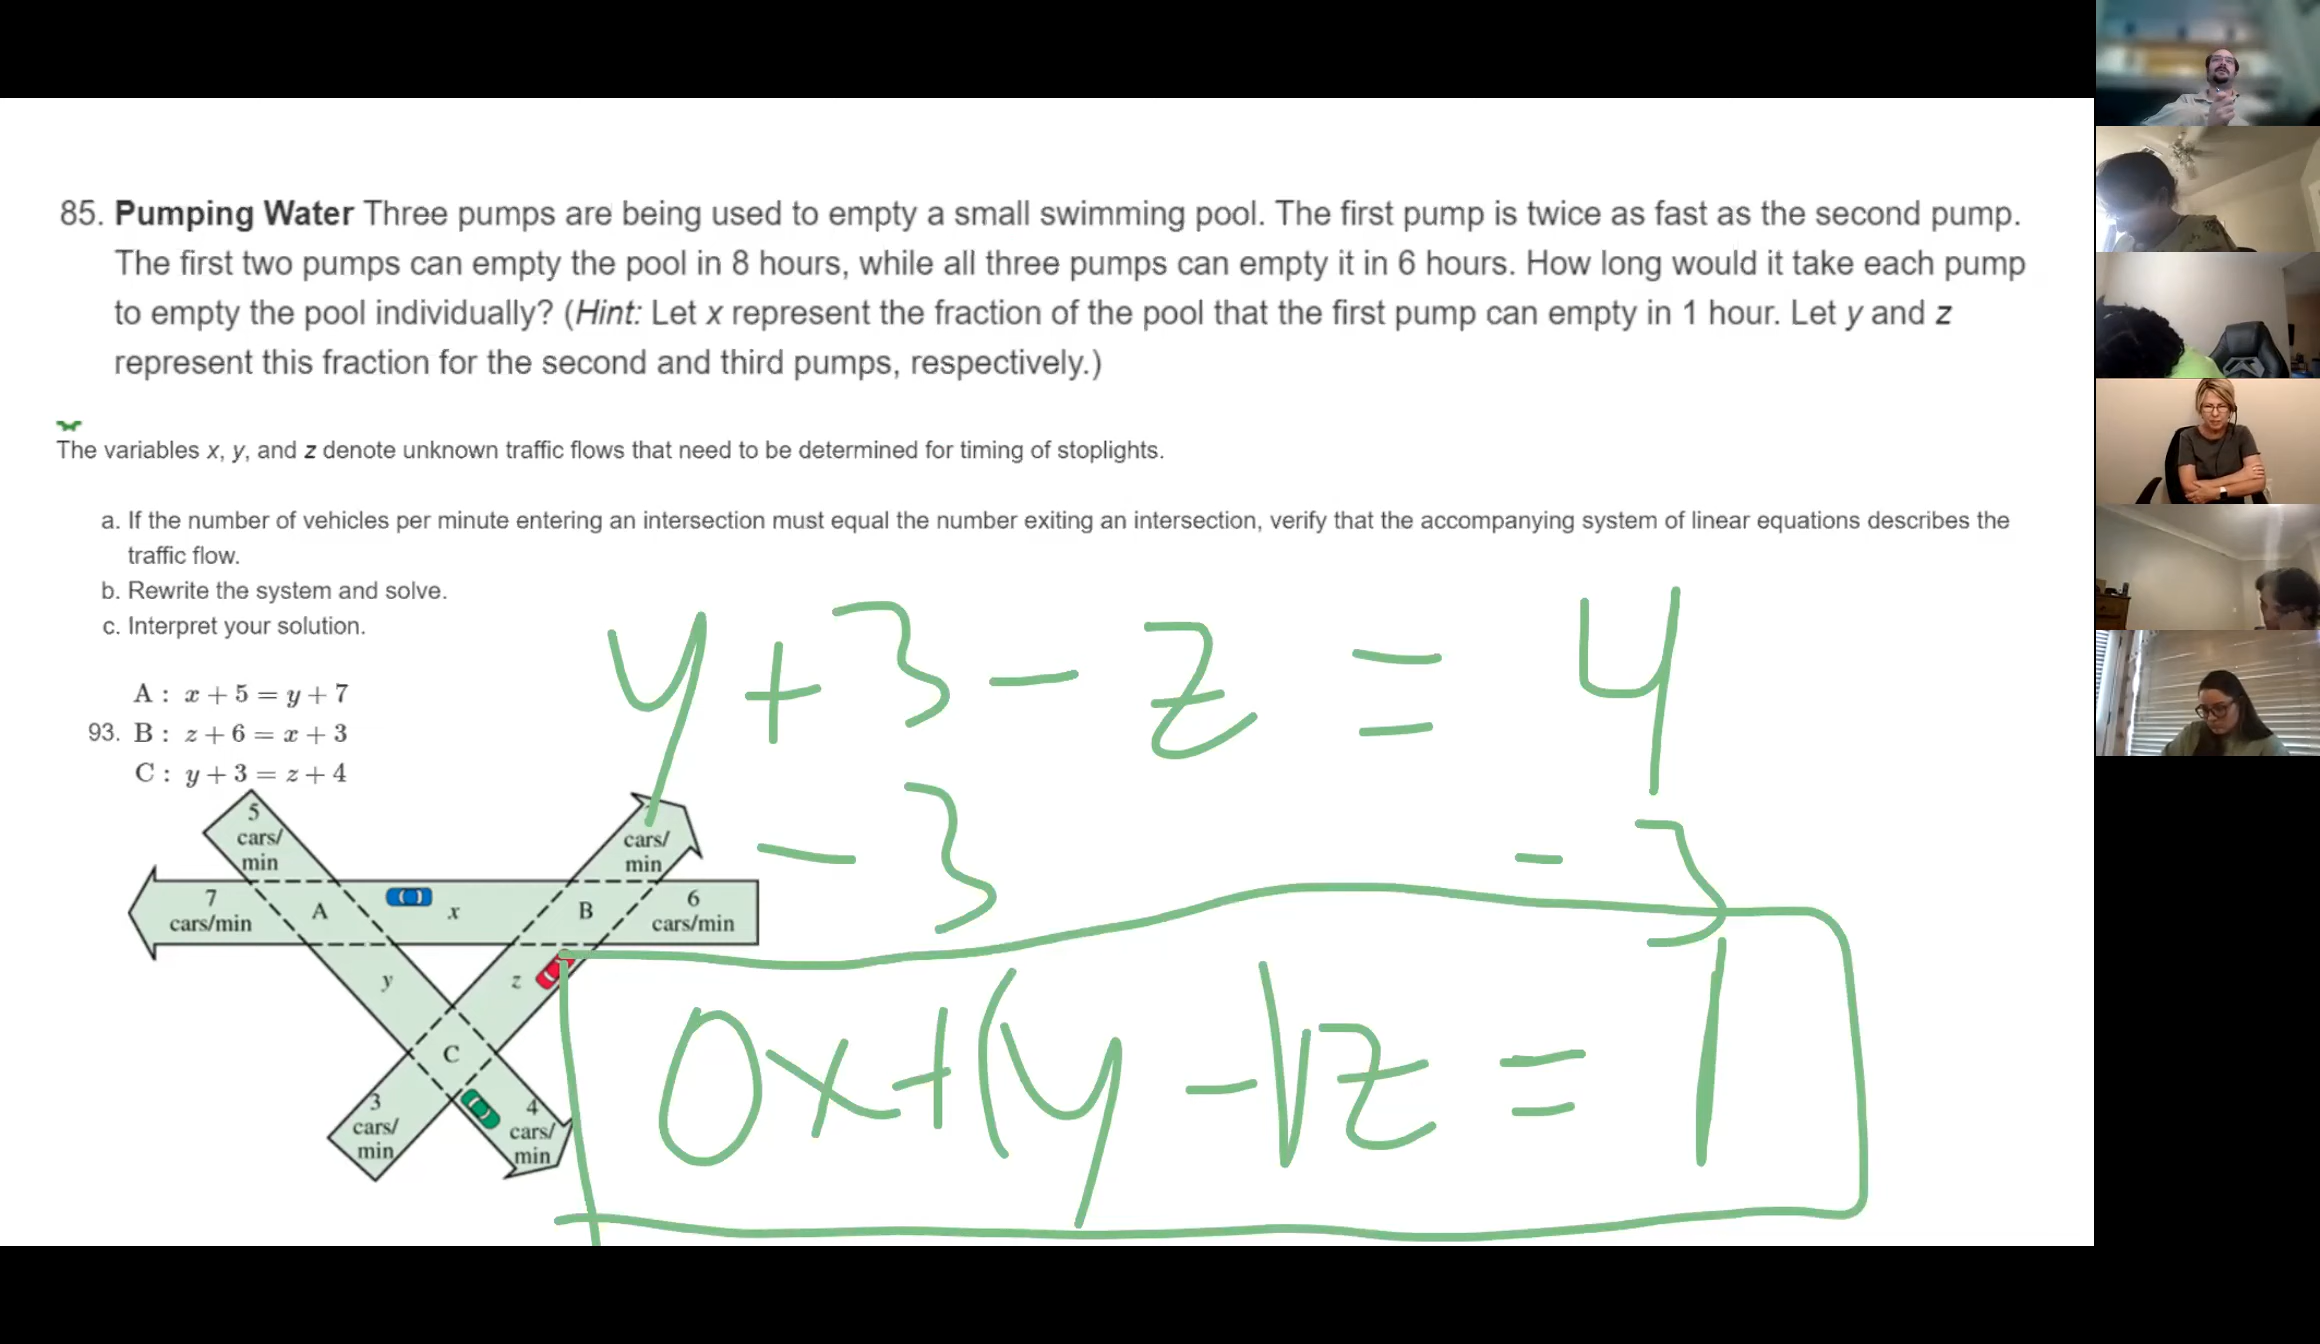 85. Pumping Water Three pumps are being used to empty a small swimming pool. The first pump is twice as fast as the second pump.
The first two pumps can empty the pool in 8 hours, while all three pumps can empty it in 6 hours. How long would it take each pump
to empty the pool individually? (Hint: Let x represent the fraction of the pool that the first pump can empty in 1 hour. Let y and z
represent this fraction for the second and third pumps, respectively.)
The variables x, y, and z denote unknown traffic flows that need to be determined for timing of stoplights.
a. If the number of vehicles per minute entering an intersection must equal the number exiting an intersection, verify that the accompanying system of linear equations describes the
traffic flow.
b. Rewrite the system and solve.
c. Interpret your solution.
A : x + 5 = y + 7
93. B : z + 6 = x + 3
C : y + 3 = z + 4
y + 3 - z = 4
- 3 - 3
0x + 1y - 1z = 1
5
cars/
min
cars/
min
7
cars/min
A
x
B
6
cars/min
y
z
C
3
cars/
min
4
cars/
min